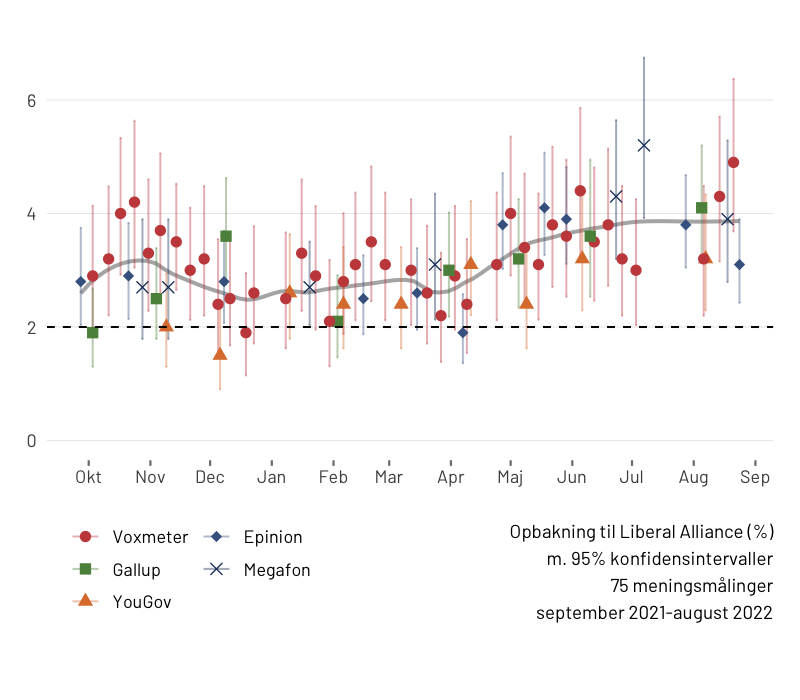 6
4
2
0
Okt Nov Dec Jan Feb Mar Apr Maj Jun Jul Aug Sep
Voxmeter Epinion
Gallup Megafon
YouGov
Opbakning til Liberal Alliance (%)
m. 95% konfidensintervaller
75 meningsmålinger
september 2021-august 2022